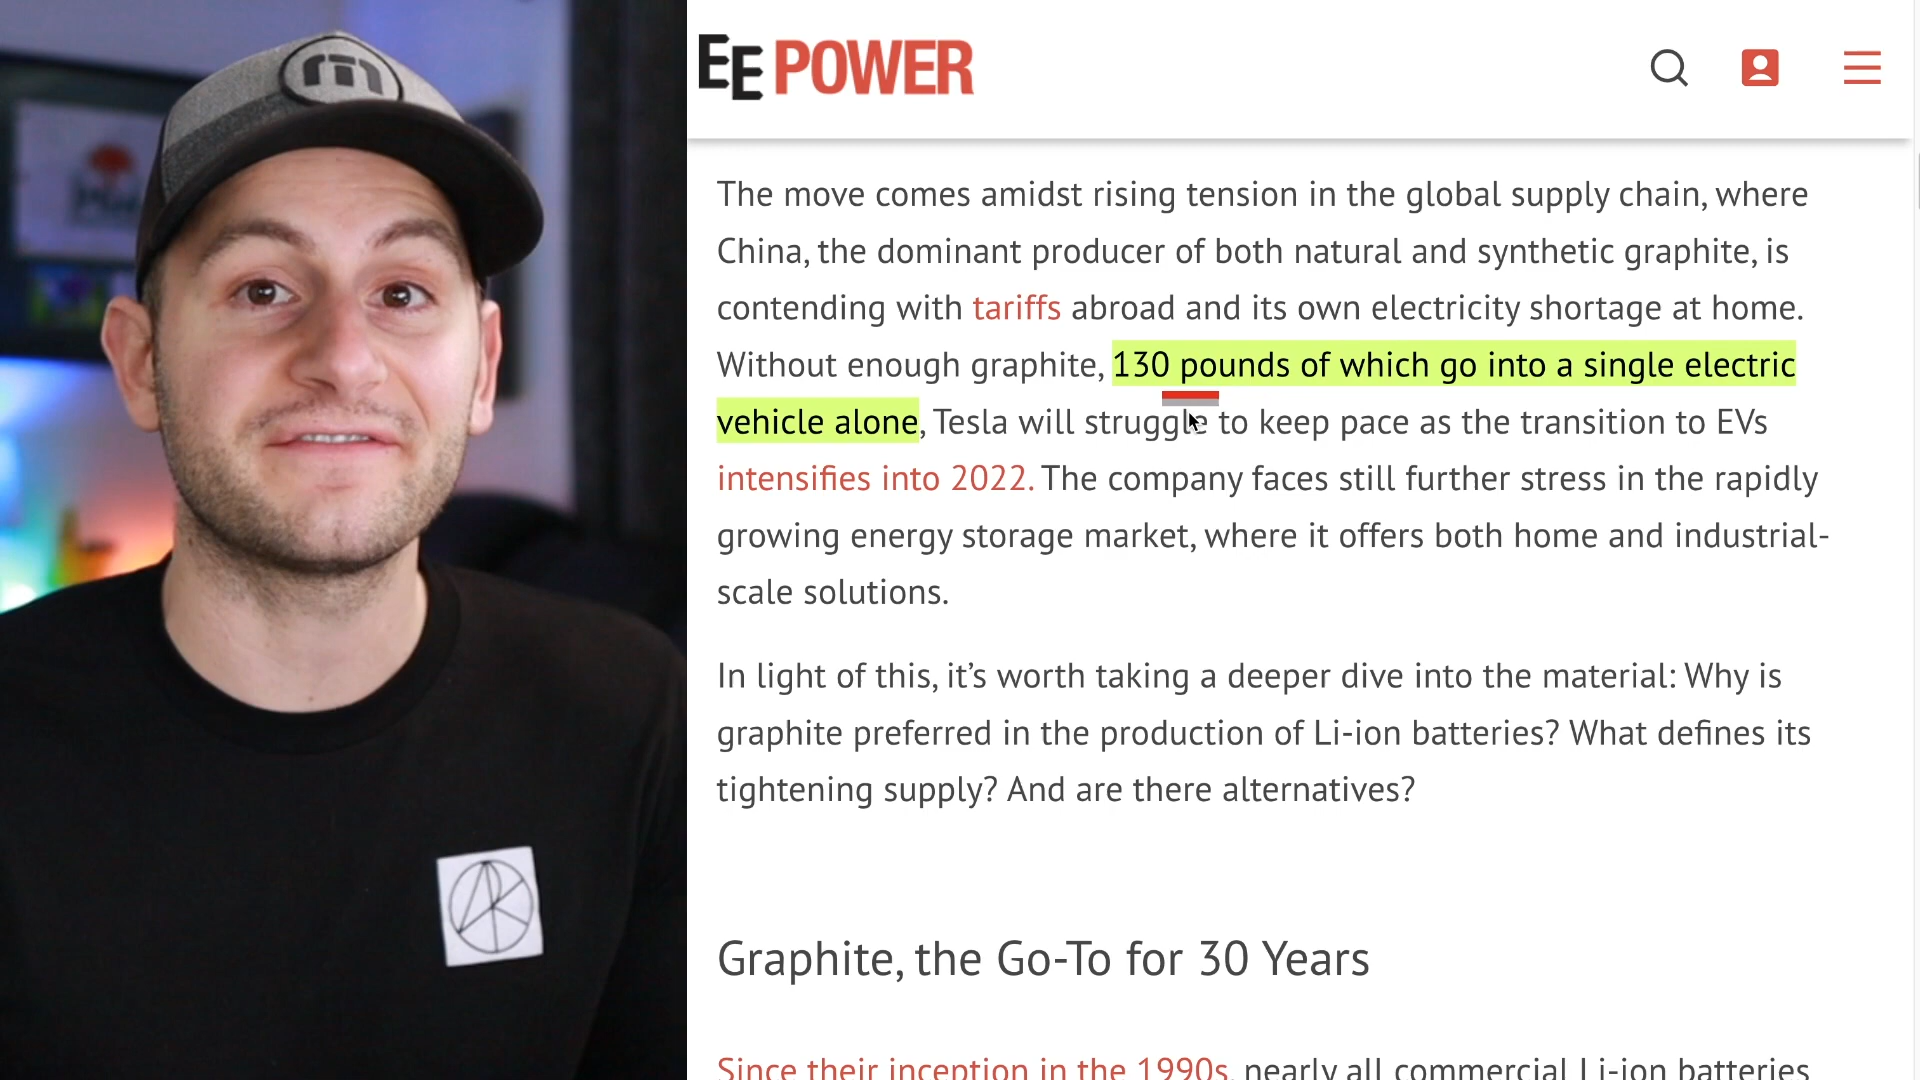 EE POWER
The move comes amidst rising tension in the global supply chain, where
China, the dominant producer of both natural and synthetic graphite, is
contending with tariffs abroad and its own electricity shortage at home.
Without enough graphite, 130 pounds of which go into a single electric
vehicle alone, Tesla will struggle to keep pace as the transition to EVs
intensifies into 2022. The company faces still further stress in the rapidly
growing energy storage market, where it offers both home and industrial-
scale solutions.
In light of this, it’s worth taking a deeper dive into the material: Why is
graphite preferred in the production of Li-ion batteries? What defines its
tightening supply? And are there alternatives?
Graphite, the Go-To for 30 Years
Since their inception in the 1990s, nearly all commercial Li-ion batteries